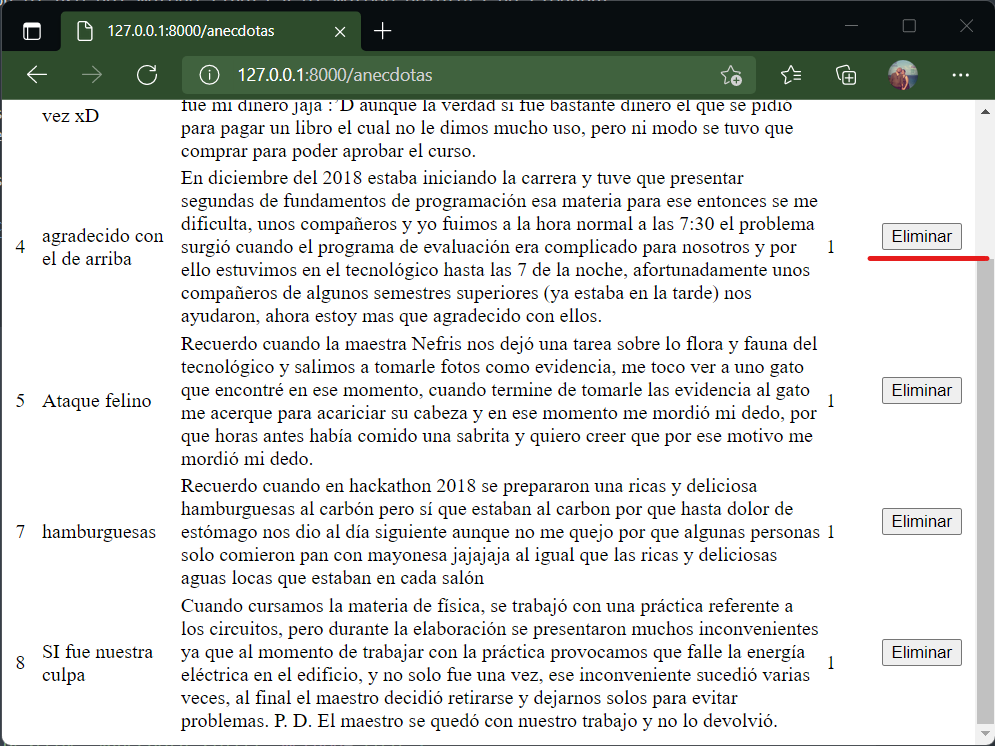 127.0.0.1:8000/anecdotas
127.0.0.1:8000/anecdotas
vez xD
fue mi dinero jaja :'D aunque la verdad si fue bastante dinero el que se pidió
para pagar un libro el cual no le dimos mucho uso, pero ni modo se tuvo que
comprar para poder aprobar el curso.
4
agradecido con
el de arriba
En diciembre del 2018 estaba iniciando la carrera y tuve que presentar
segundas de fundamentos de programación esa materia para ese entonces se me
dificulta, unos compañeros y yo fuimos a la hora normal a las 7:30 el problema
surgió cuando el programa de evaluación era complicado para nosotros y por
ello estuvimos en el tecnológico hasta las 7 de la noche, afortunadamente unos
compañeros de algunos semestres superiores (ya estaba en la tarde) nos
ayudaron, ahora estoy mas que agradecido con ellos.
1
Eliminar
5
Ataque felino
Recuerdo cuando la maestra Nefris nos dejó una tarea sobre lo flora y fauna del
tecnológico y salimos a tomarle fotos como evidencia, me toco ver a uno gato
que encontré en ese momento, cuando termine de tomarle las evidencia al gato
me acerque para acariciar su cabeza y en ese momento me mordió mi dedo, por
que horas antes había comido una sabrita y quiero creer que por ese motivo me
mordió mi dedo.
1
Eliminar
7
hamburguesas
Recuerdo cuando en hackathon 2018 se prepararon una ricas y deliciosa
hamburguesas al carbón pero sí que estaban al carbon por que hasta dolor de
estómago nos dio al día siguiente aunque no me quejo por que algunas personas
solo comieron pan con mayonesa jajajaja al igual que las ricas y deliciosas
aguas locas que estaban en cada salón
1
Eliminar
8
SI fue nuestra
culpa
Cuando cursamos la materia de física, se trabajó con una práctica referente a
los circuitos, pero durante la elaboración se presentaron muchos inconvenientes
ya que al momento de trabajar con la práctica provocamos que falle la energía
eléctrica en el edificio, y no solo fue una vez, ese inconveniente sucedió varias
veces, al final el maestro decidió retirarse y dejarnos solos para evitar
problemas. P. D. El maestro se quedó con nuestro trabajo y no lo devolvió.
1
Eliminar